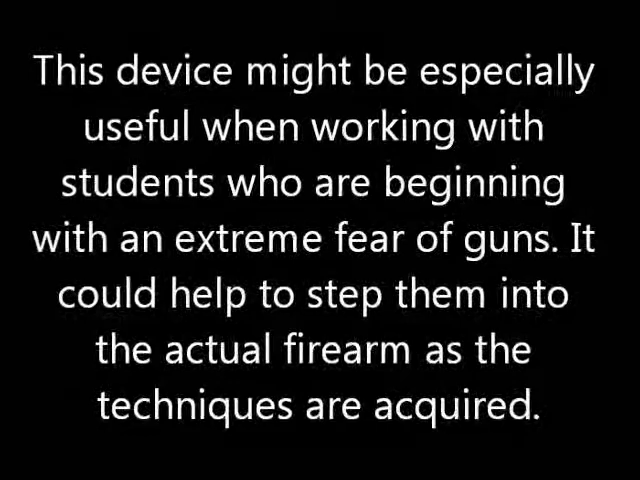 This device might be especially
useful when working with
students who are beginning
with an extreme fear of guns. It
could help to step them into
the actual firearm as the
techniques are acquired.